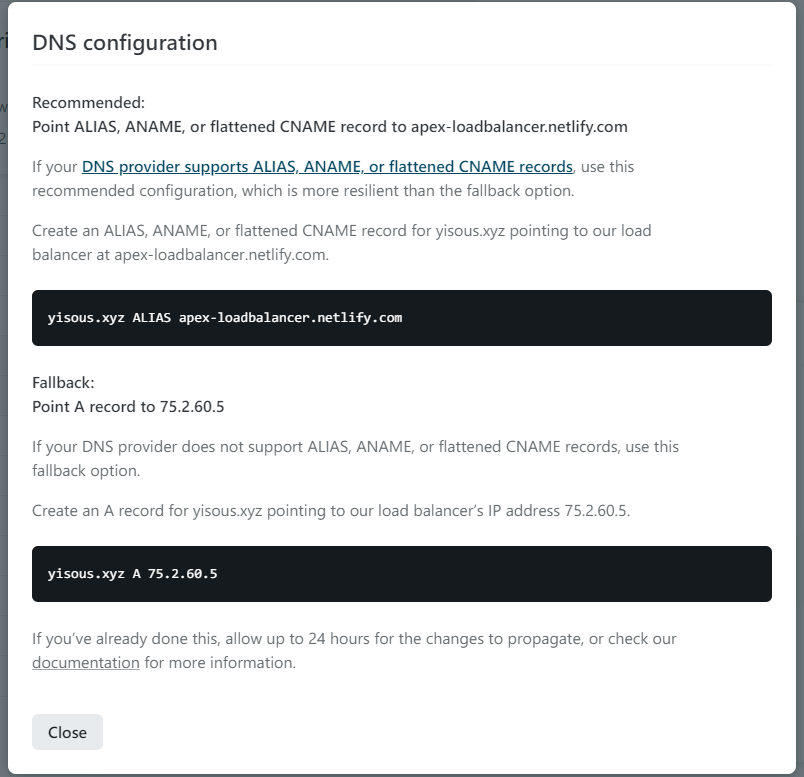 DNS configuration
Recommended:
Point ALIAS, ANAME, or flattened CNAME record to apex-loadbalancer.netlify.com
If your DNS provider supports ALIAS, ANAME, or flattened CNAME records, use this
recommended configuration, which is more resilient than the fallback option.
Create an ALIAS, ANAME, or flattened CNAME record for yisous.xyz pointing to our load
balancer at apex-loadbalancer.netlify.com.
yisous.xyz ALIAS apex-loadbalancer.netlify.com
Fallback:
Point A record to 75.2.60.5
If your DNS provider does not support ALIAS, ANAME, or flattened CNAME records, use this
fallback option.
Create an A record for yisous.xyz pointing to our load balancer’s IP address 75.2.60.5.
yisous.xyz A 75.2.60.5
If you’ve already done this, allow up to 24 hours for the changes to propagate, or check our
documentation for more information.
Close